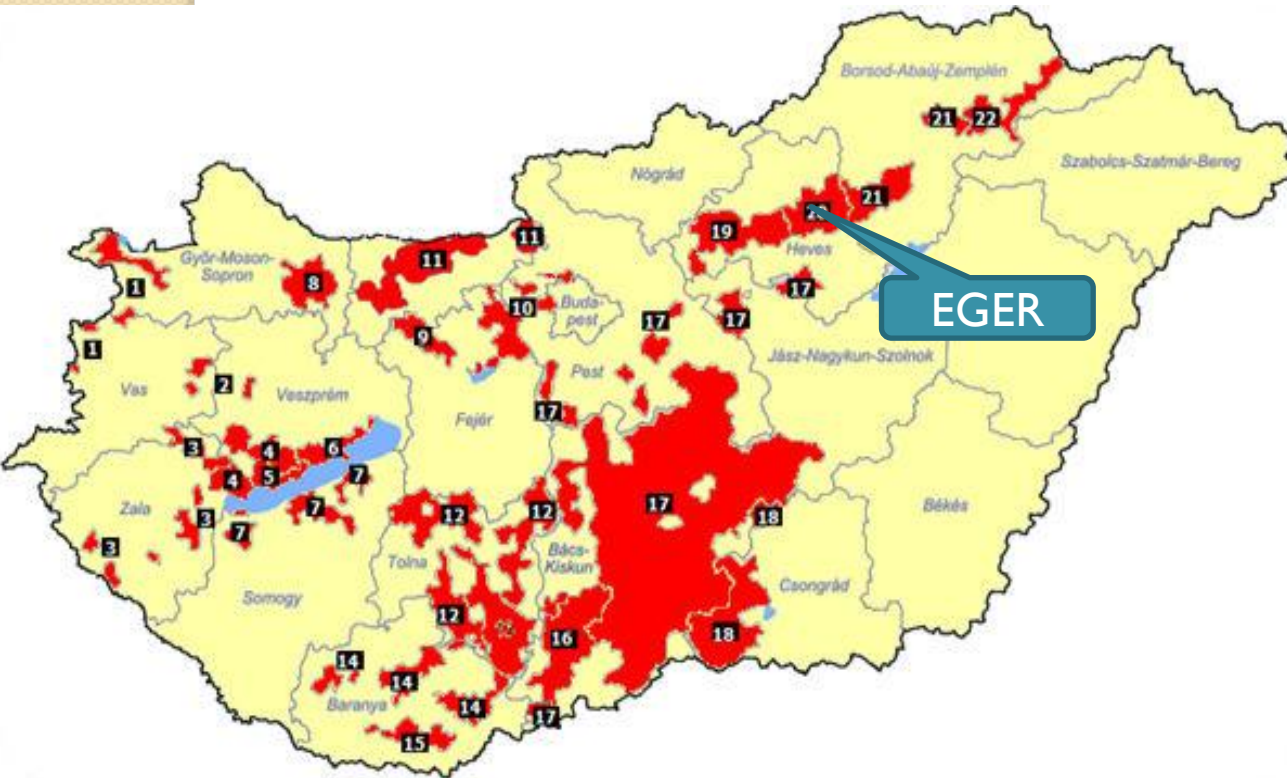 Borsod-Abaúj-Zemplén
21
22
Szabolcs-Szatmár-Bereg
Nógrád
21
20
19
Heves
17
EGER
11
11
Győr-Moson-
Sopron
8
1
10
Buda-
pest
17
17
9
Jász-Nagykun-Szolnok
1
Vas
2
Veszprém
Pest
Fejér
17
3
4
6
4
5
7
17
Zala
3
7
7
12
12
18
Békés
3
Tolna
Bács-
Kiskun
Csongrád
Somogy
12
16
18
14
14
Baranya
14
17
15